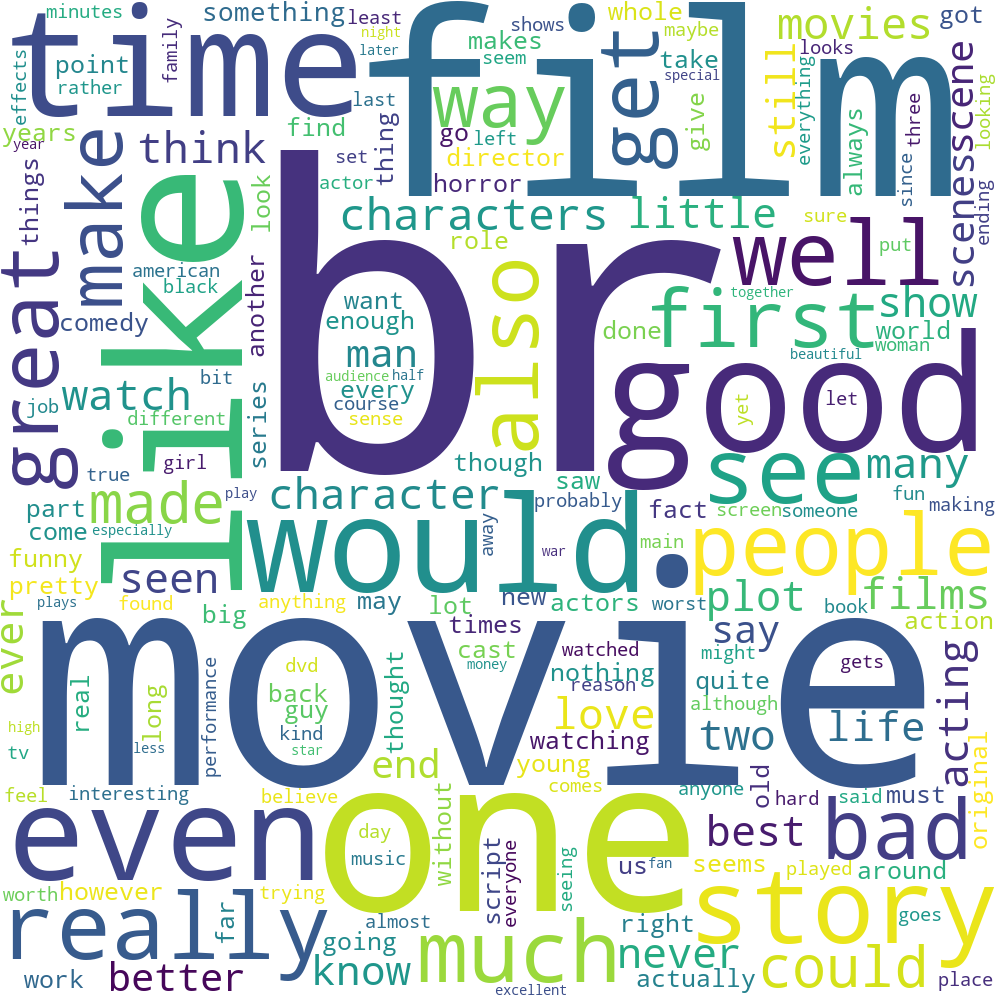 minutes
something
least
night
later
shows
whole
maybe
movies
got
time
film
family
seem
makes
take
looks
special
point
rather
effects
last
way
get
give
still
everything
always
three
since
looking
scene
years
year
think
find
thing
go
left
set
director
actor
horror
things
make
like
look
characters
little
sure
scenes
ending
great
american
black
another
br
role
also
well
put
together
comedy
want
enough
first
show
done
world
woman
man
beautiful
watch
bit
audience
half
every
good
job
different
series
course
sense
yet
let
true
girl
though
see
many
made
play
character
saw
probably
part
come
especially
fact
screen
someone
fun
making
would
away
war
main
people
funny
seen
pretty
plays
found
big
anything
may
lot
new
actors
worst
plot
book
films
action
ever
movie
times
cast
watched
nothing
reason
say
might
quite
gets
real
long
dvd
back
guy
kind
star
thought
money
although
love
two
life
acting
high
tv
less
performance
end
watching
young
comes
anyone
old
feel
interesting
believe
hard
said
must
original
even
one
day
music
without
best
bad
us
fan
seems
played
around
script
everyone
seeing
worth
however
trying
story
goes
really
far
almost
right
going
much
never
could
work
better
know
actually
place
excellent